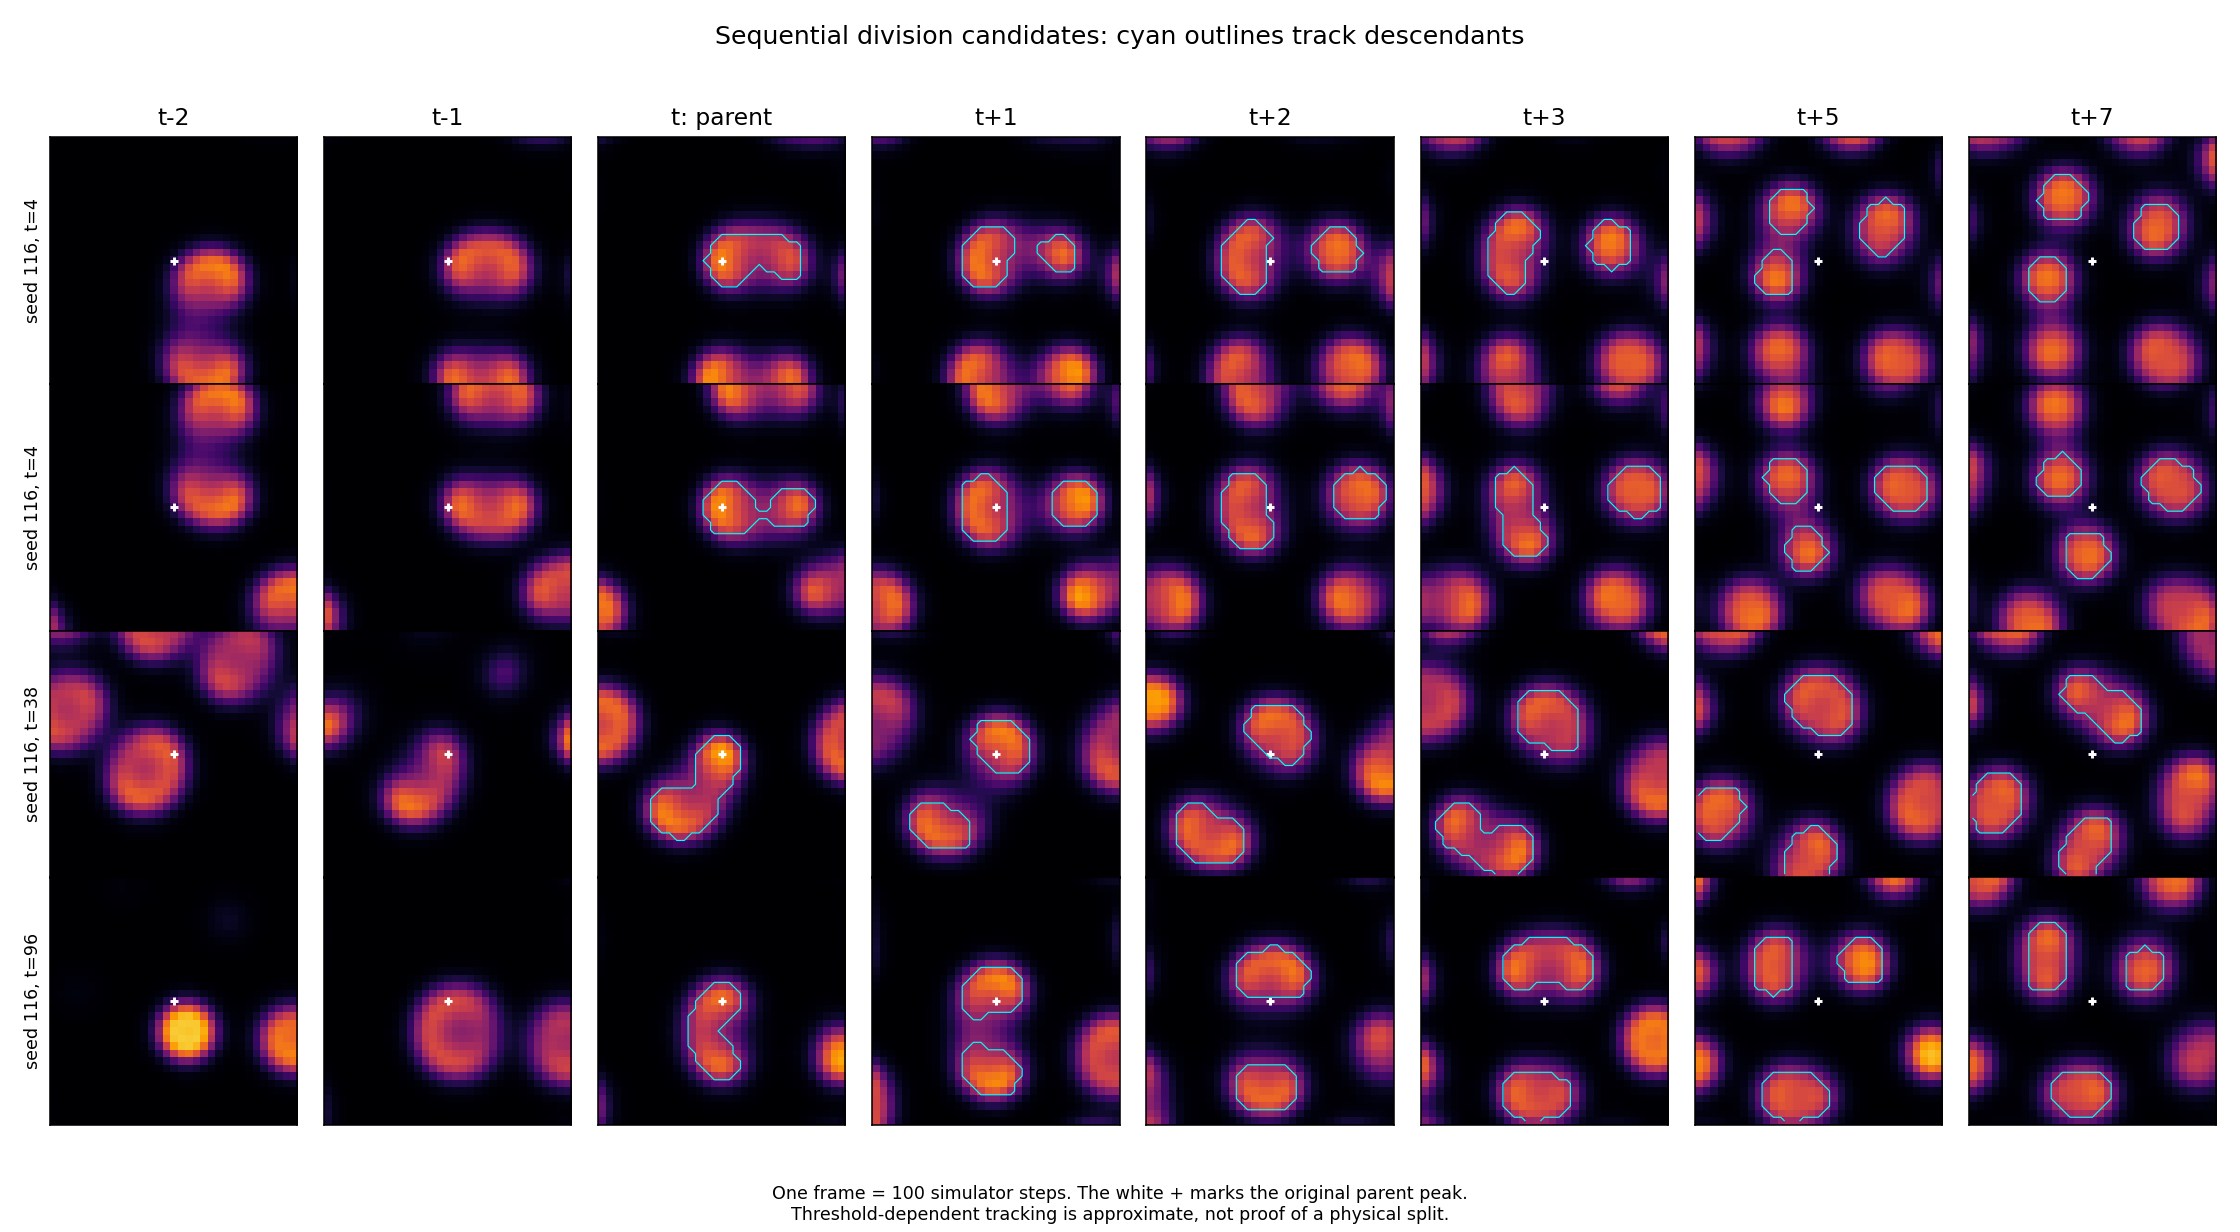 Sequential division candidates: cyan outlines track descendants
t-2
t-1
t: parent
t+1
t+2
t+3
t+5
t+7
seed 116, t=4
seed 116, t=4
seed 116, t=38
seed 116, t=96
One frame = 100 simulator steps. The white + marks the original parent peak.
Threshold-dependent tracking is approximate, not proof of a physical split.